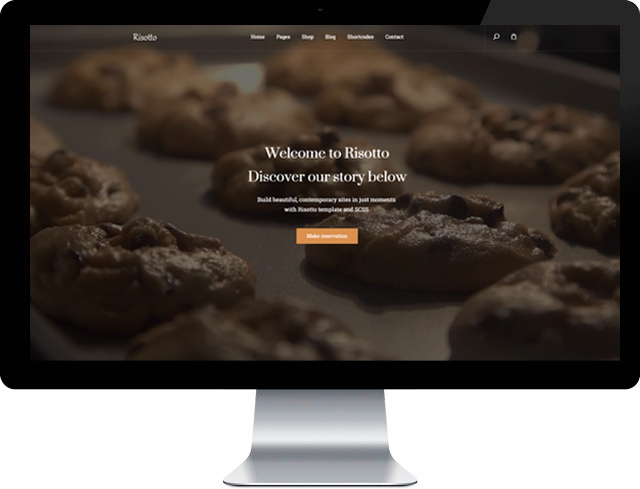 Risotto
Home Pages Shop Blog Shortcodes Contact
Welcome to Risotto
Discover our story below
Build beautiful, contemporary sites in just moments
with Risotto template and SCSS.
Make reservation